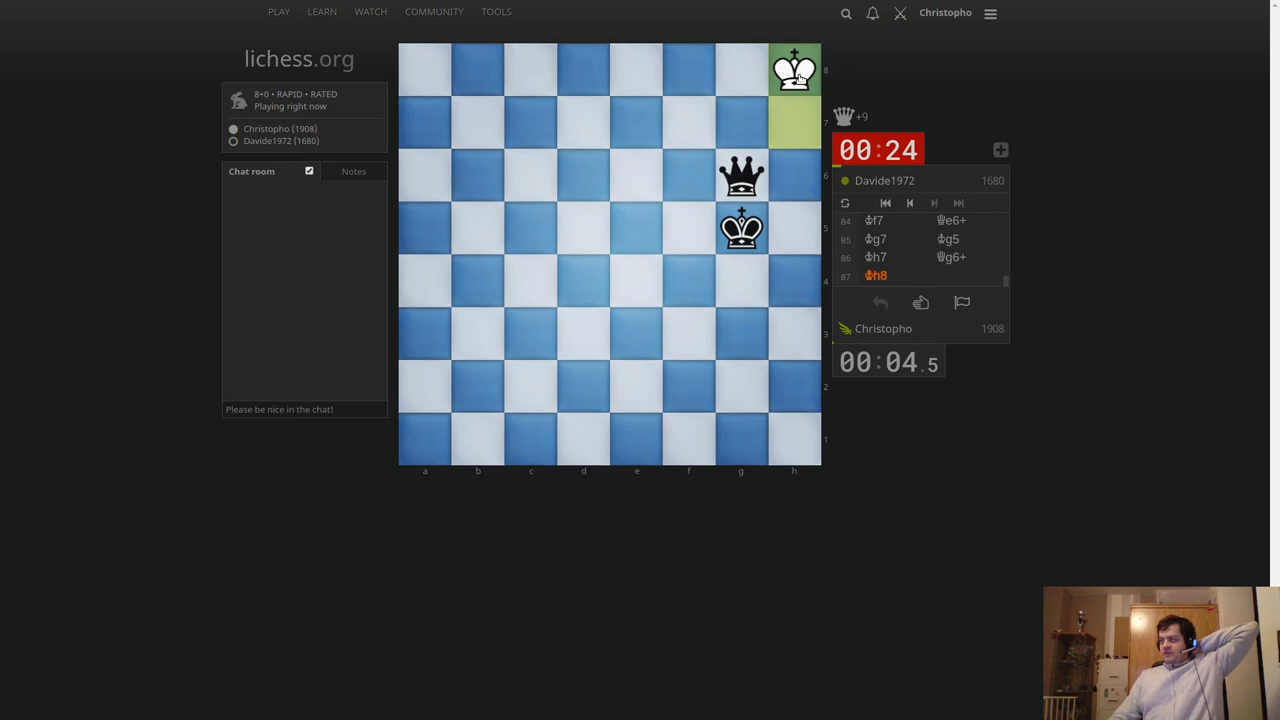 PLAY LEARN WATCH COMMUNITY TOOLS Christopho
lichess.org
8+0 • RAPID • RATED
Playing right now
Christopho (1908)
Davide1972 (1680)
Chat room Notes
Please be nice in the chat!
8
7
6
5
4
3
2
1
a b c d e f g h
+9
00:24
Davide1972 1680
84 ♚f7 ♛e6+
85 ♚g7 ♚g5
86 ♚h7 ♛g6+
87 ♚h8
Christopho 1908
00:04.5